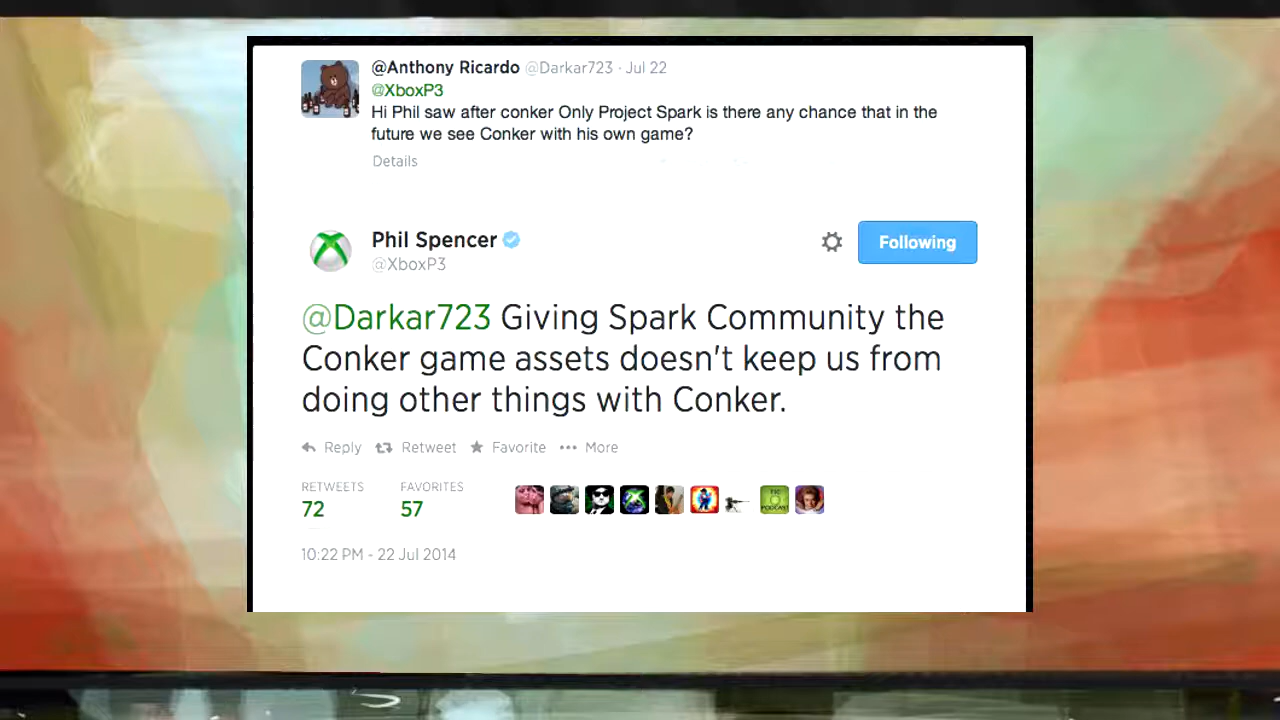 @Anthony Ricardo @Darkar723 · Jul 22
@XboxP3
Hi Phil saw after conker Only Project Spark is there any chance that in the
future we see Conker with his own game?
Details
Phil Spencer
@XboxP3
Following
@Darkar723 Giving Spark Community the
Conker game assets doesn't keep us from
doing other things with Conker.
Reply Retweet Favorite ••• More
RETWEETS FAVORITES
72 57
PODCAST
10:22 PM - 22 Jul 2014